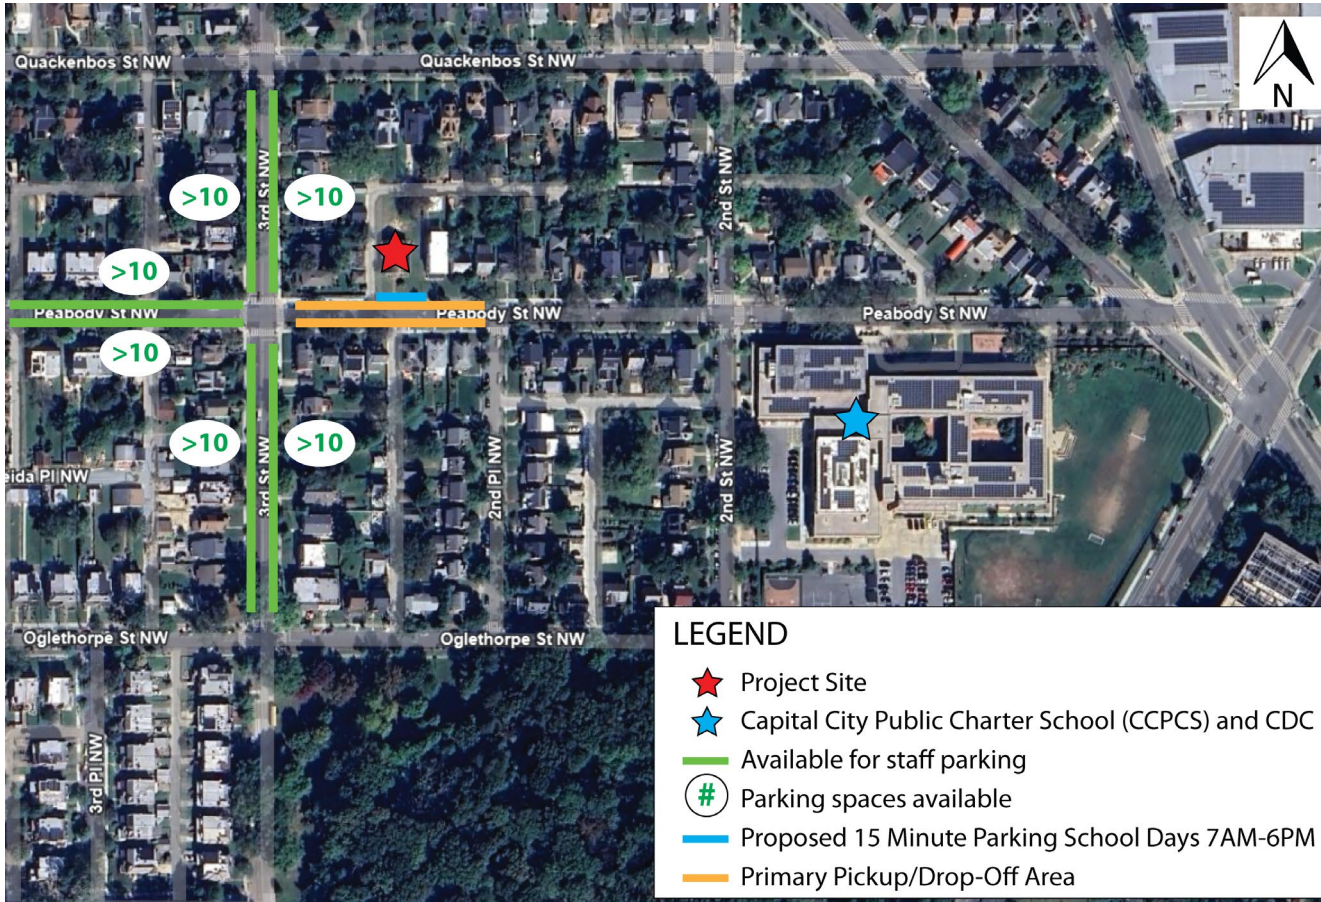 Quackenbos St NW
Quackenbos St NW
N
3rd St NW
2nd St NW
>10
>10
>10
Peabody St NW
Peabody St NW
Peabody St NW
>10
>10
>10
3rd St NW
2nd Pl NW
2nd St NW
eida Pl NW
Oglethorpe St NW
Oglethorpe St NW
3rd Pl NW
LEGEND
Project Site
Capital City Public Charter School (CCPCS) and CDC
Available for staff parking
# Parking spaces available
Proposed 15 Minute Parking School Days 7AM-6PM
Primary Pickup/Drop-Off Area